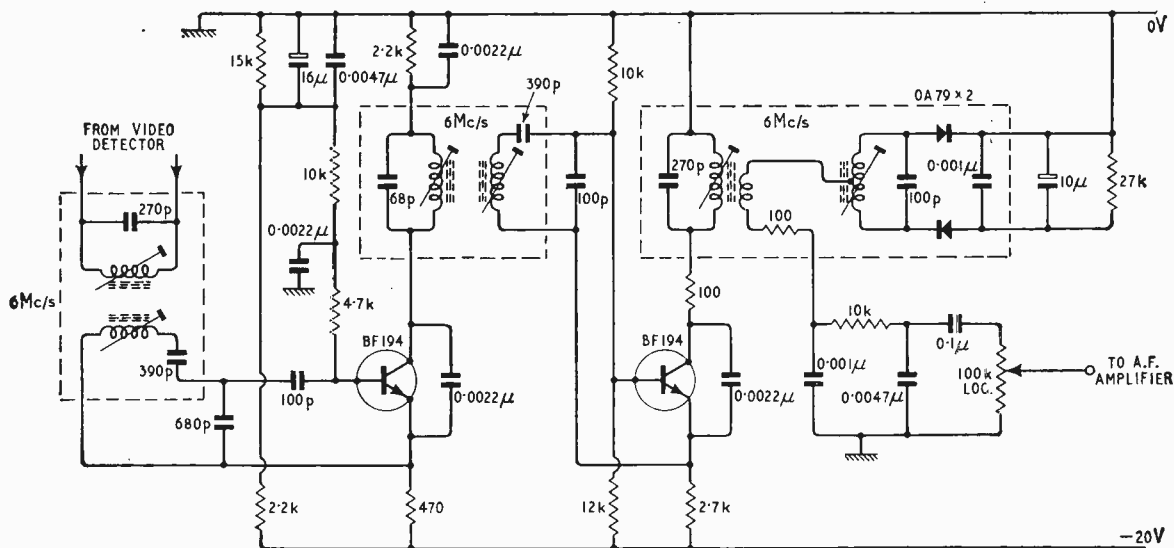 0V
15k
16μ
0·0047μ
2·2k
0·0022μ
390p
10k
OA79 × 2
FROM VIDEO
DETECTOR
6Mc/s
6Mc/s
270p
10k
68p
100p
270p
100p
0·001μ
10μ
27k
0·0022μ
100
6Mc/s
4·7k
100
10k
BF194
BF194
0·1μ
390p
100p
0·0022μ
0·0022μ
0·001μ
0·0047μ
100k
LOG.
TO A.F.
AMPLIFIER
680p
2·2k
470
12k
2·7k
−20V